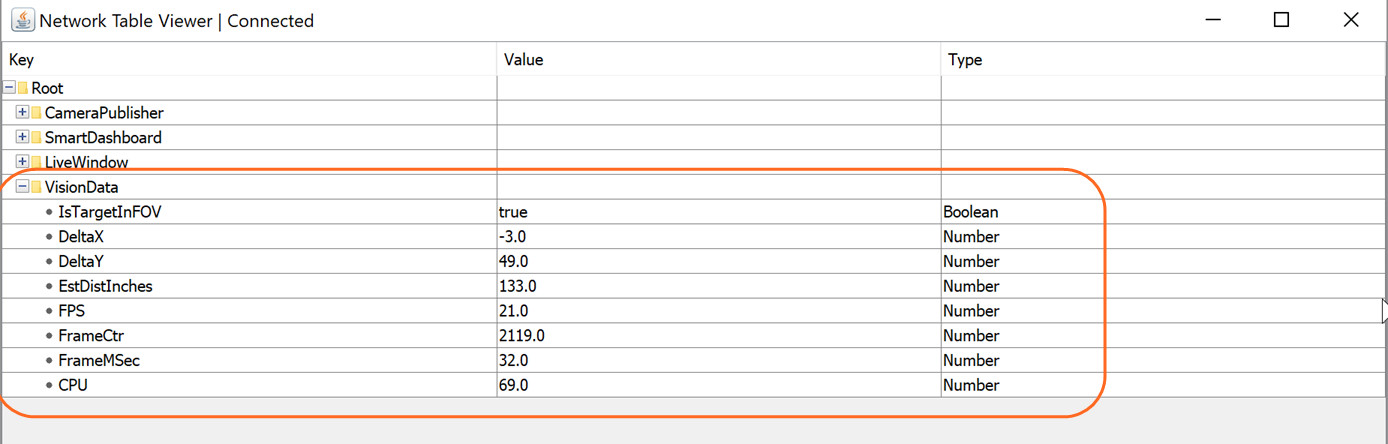 Network Table Viewer | Connected
Key Value Type
Root
CameraPublisher
SmartDashboard
LiveWindow
VisionData
IsTargetInFOV true Boolean
DeltaX -3.0 Number
DeltaY 49.0 Number
EstDistInches 133.0 Number
FPS 21.0 Number
FrameCtr 2119.0 Number
FrameMSec 32.0 Number
CPU 69.0 Number